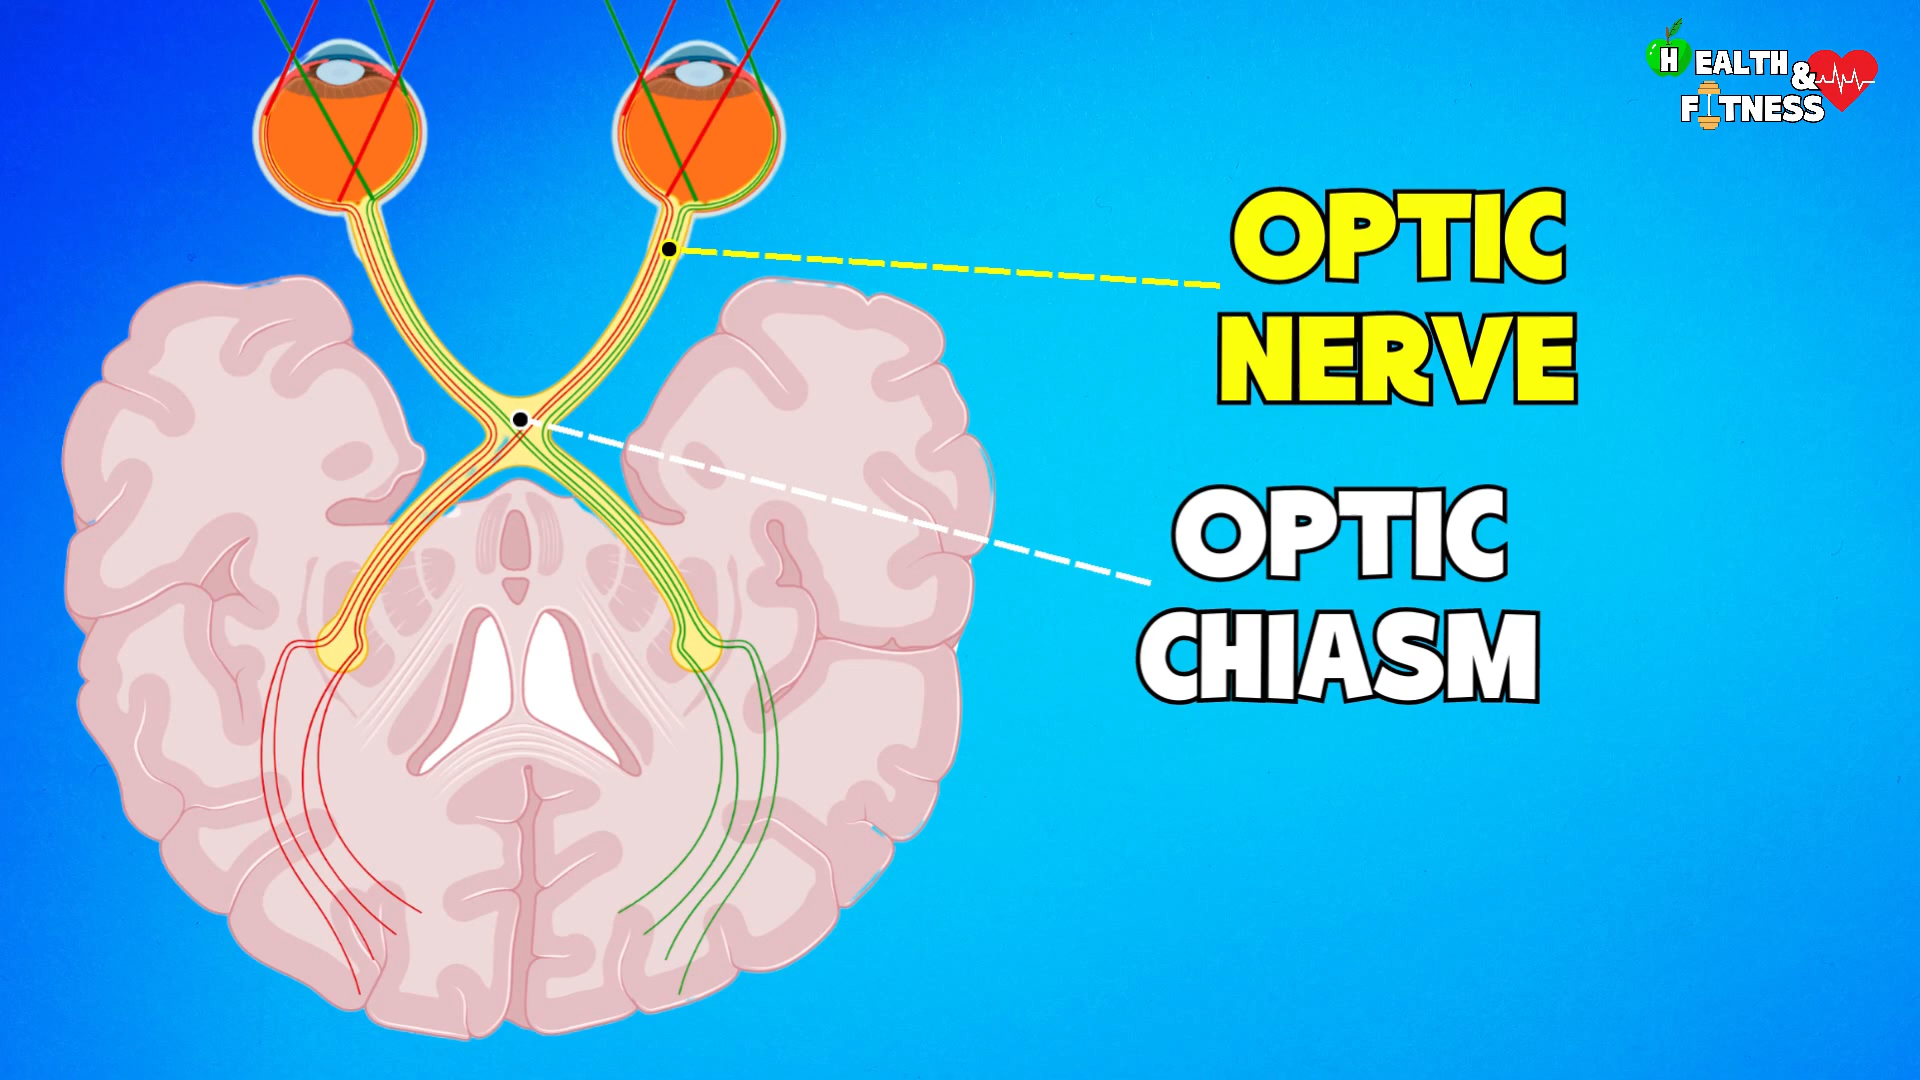 HEALTH
&
FITNESS
OPTIC
NERVE
OPTIC
CHIASM